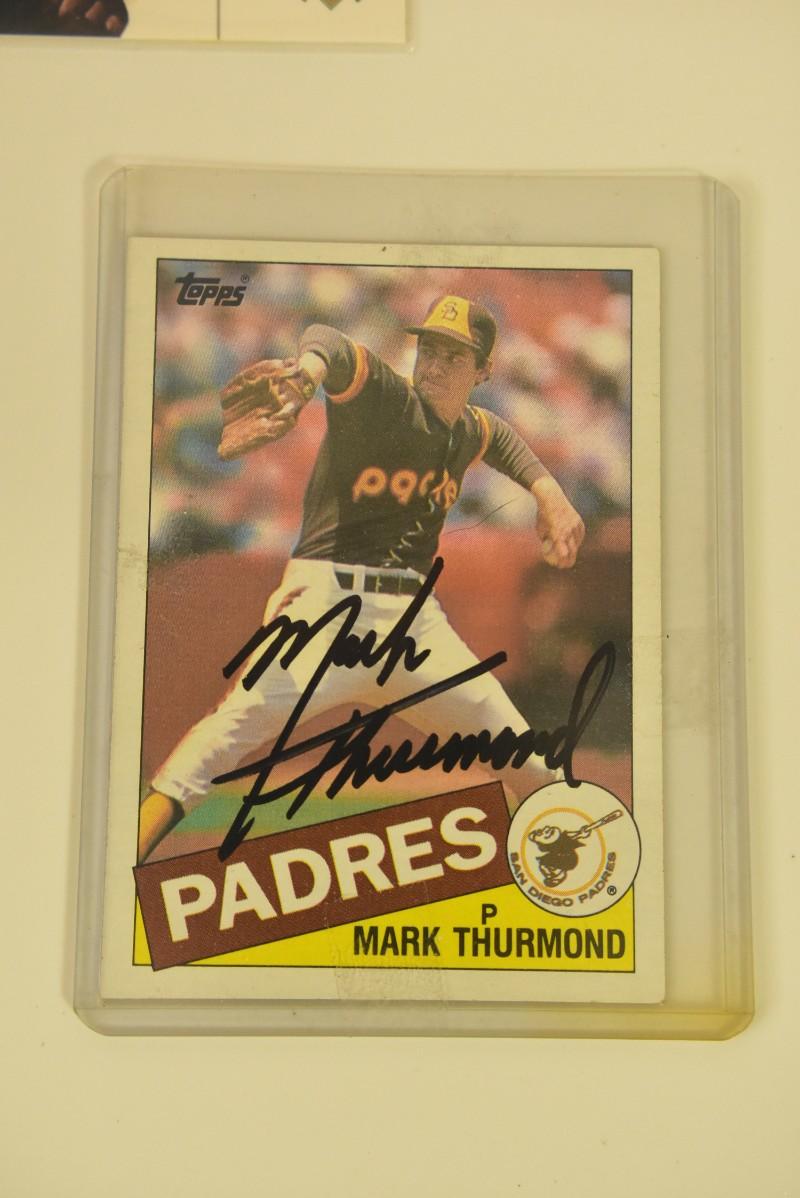 topps®
SD
padres
Mark
Thurmond
PADRES
SAN DIEGO PADRES ®
P
MARK THURMOND